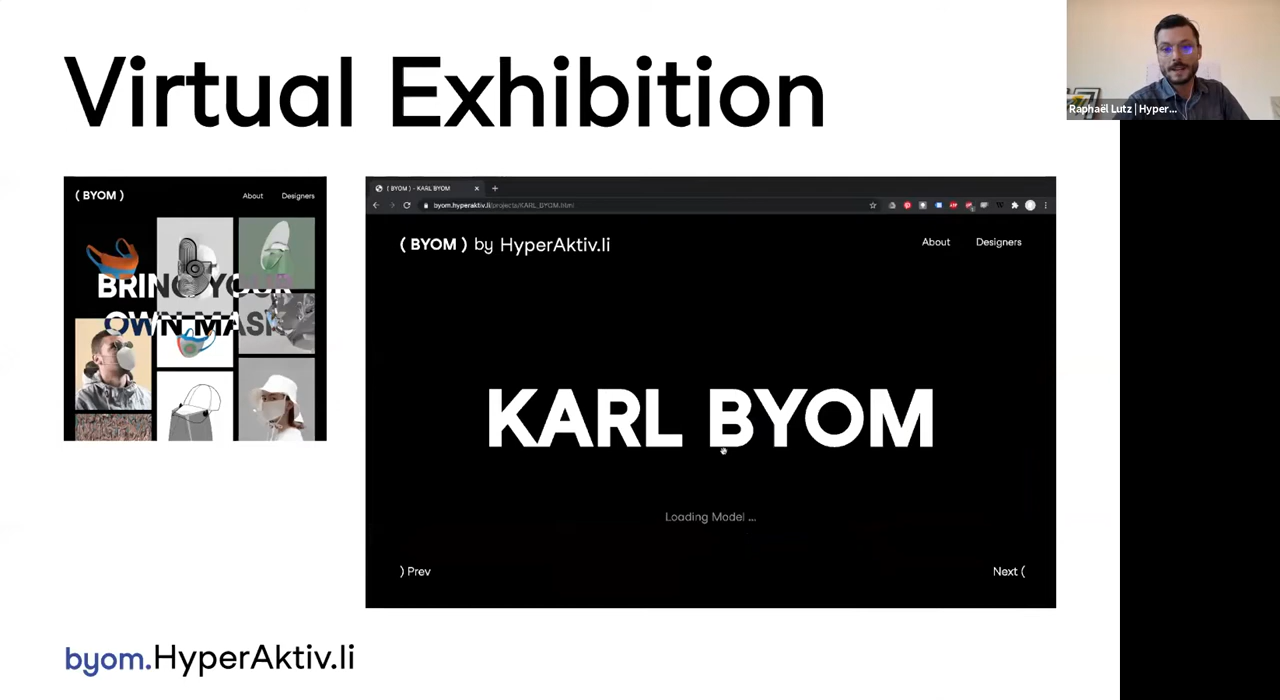 Virtual Exhibition
Raphaël Lutz | Hyper...
( BYOM )
About
Designers
BRING YOUR
OWN MASK
( BYOM ) - KARL BYOM
byom.hyperaktiv.li/projects/KARL_BYOM.html
( BYOM ) by HyperAktiv.li
About
Designers
KARL BYOM
Loading Model ...
) Prev
Next (
byom.HyperAktiv.li